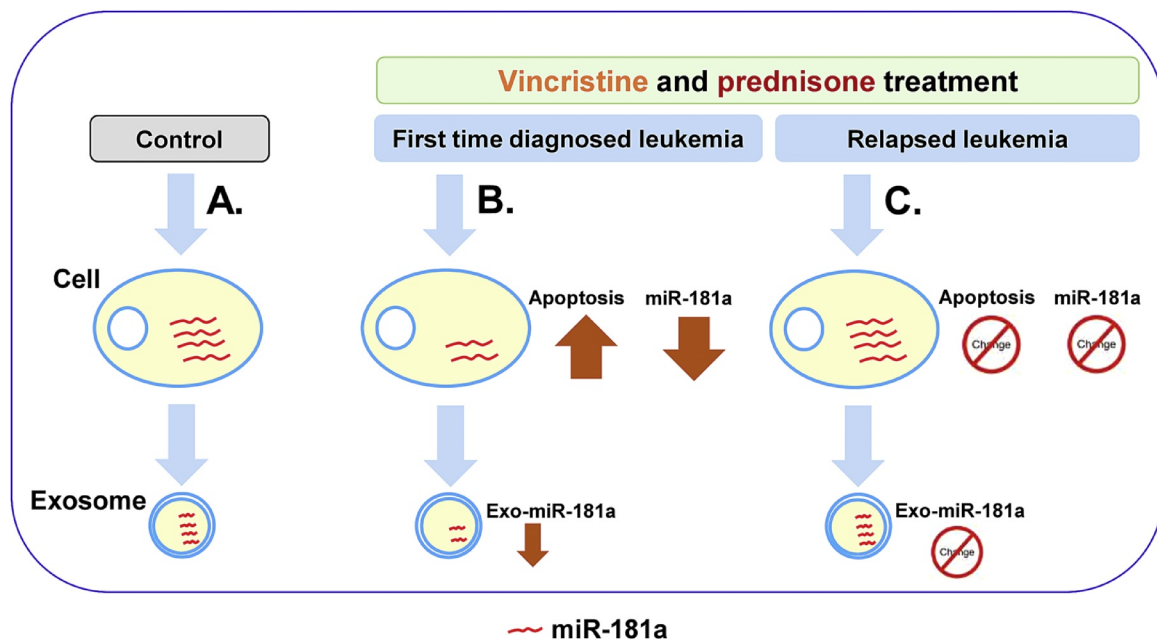 Vincristine and prednisone treatment
Control
First time diagnosed leukemia
Relapsed leukemia
A.
B.
C.
Cell
Apoptosis
miR-181a
Apoptosis
miR-181a
Change
Change
Exosome
Exo-miR-181a
Exo-miR-181a
Change
miR-181a